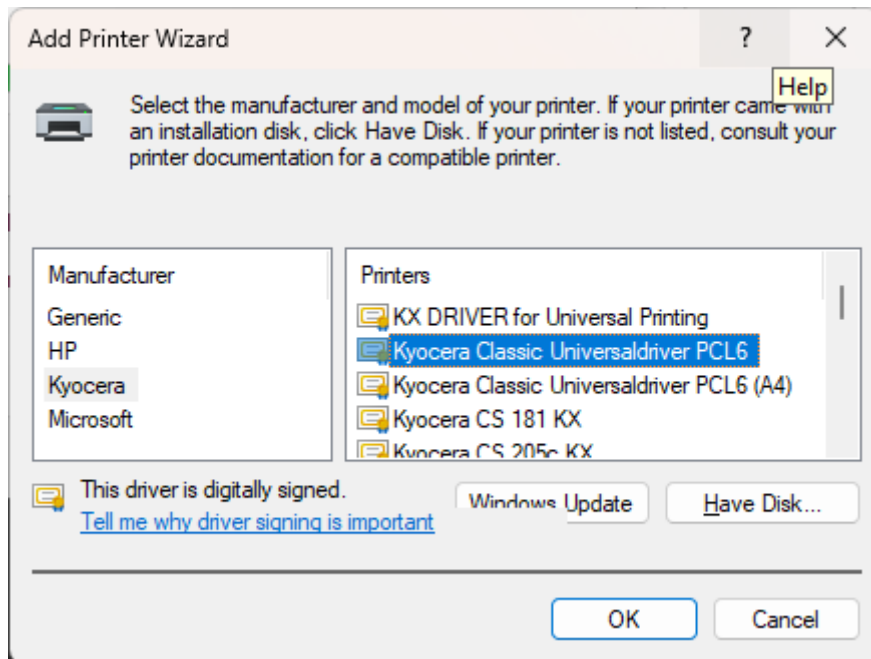 Add Printer Wizard
?
Help
Select the manufacturer and model of your printer. If your printer came with
an installation disk, click Have Disk. If your printer is not listed, consult your
printer documentation for a compatible printer.
Manufacturer
Generic
HP
Kyocera
Microsoft
Printers
KX DRIVER for Universal Printing
Kyocera Classic Universaldriver PCL6
Kyocera Classic Universaldriver PCL6 (A4)
Kyocera CS 181 KX
Kyocera CS 205c KX
This driver is digitally signed.
Tell me why driver signing is important
Windows Update
Have Disk...
OK
Cancel